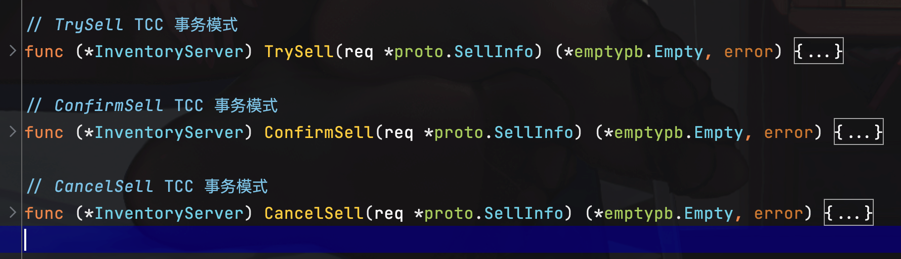 // TrySell TCC 事务模式
func (*InventoryServer) TrySell(req *proto.SellInfo) (*emptypb.Empty, error) {...}
// ConfirmSell TCC 事务模式
func (*InventoryServer) ConfirmSell(req *proto.SellInfo) (*emptypb.Empty, error) {...}
// CancelSell TCC 事务模式
func (*InventoryServer) CancelSell(req *proto.SellInfo) (*emptypb.Empty, error) {...}